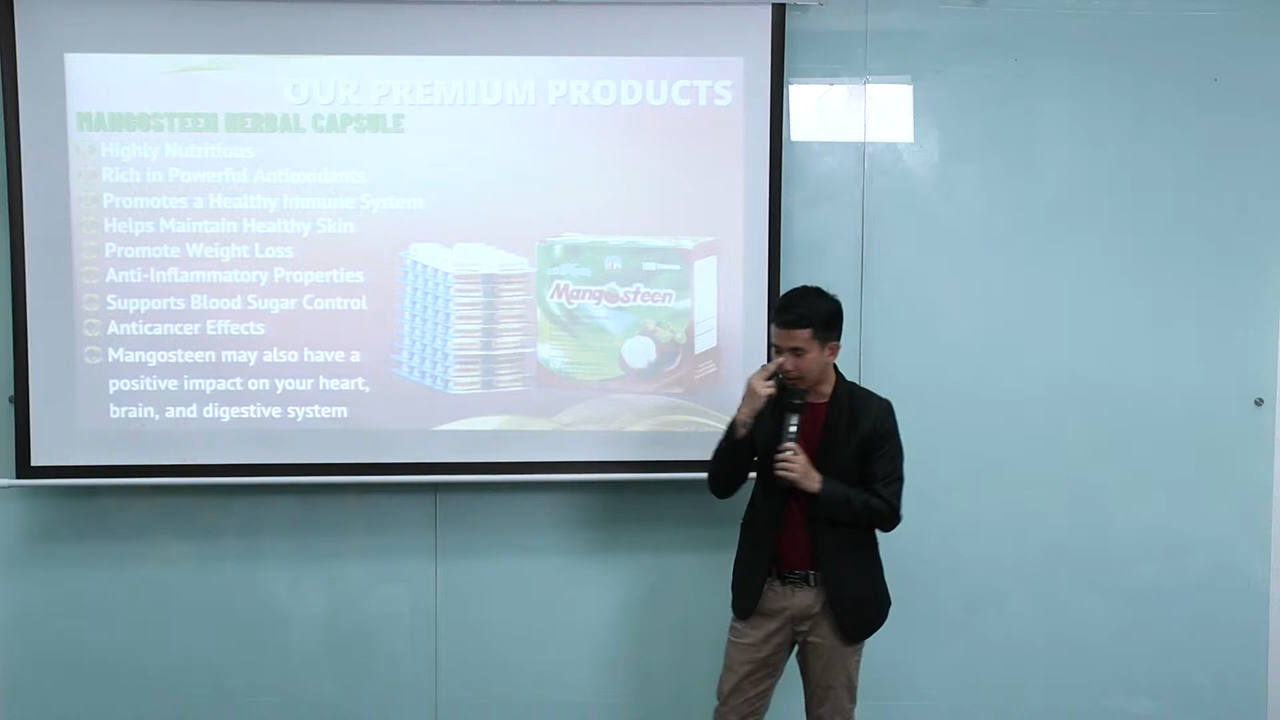 OUR PREMIUM PRODUCTS
MANGOSTEEN HERBAL CAPSULE
Highly Nutritious
Rich in Powerful Antioxidants
Promotes a Healthy Immune System
Helps Maintain Healthy Skin
Promote Weight Loss
Anti-Inflammatory Properties
Supports Blood Sugar Control
Anticancer Effects
Mangosteen may also have a
positive impact on your heart,
brain, and digestive system
Mangosteen